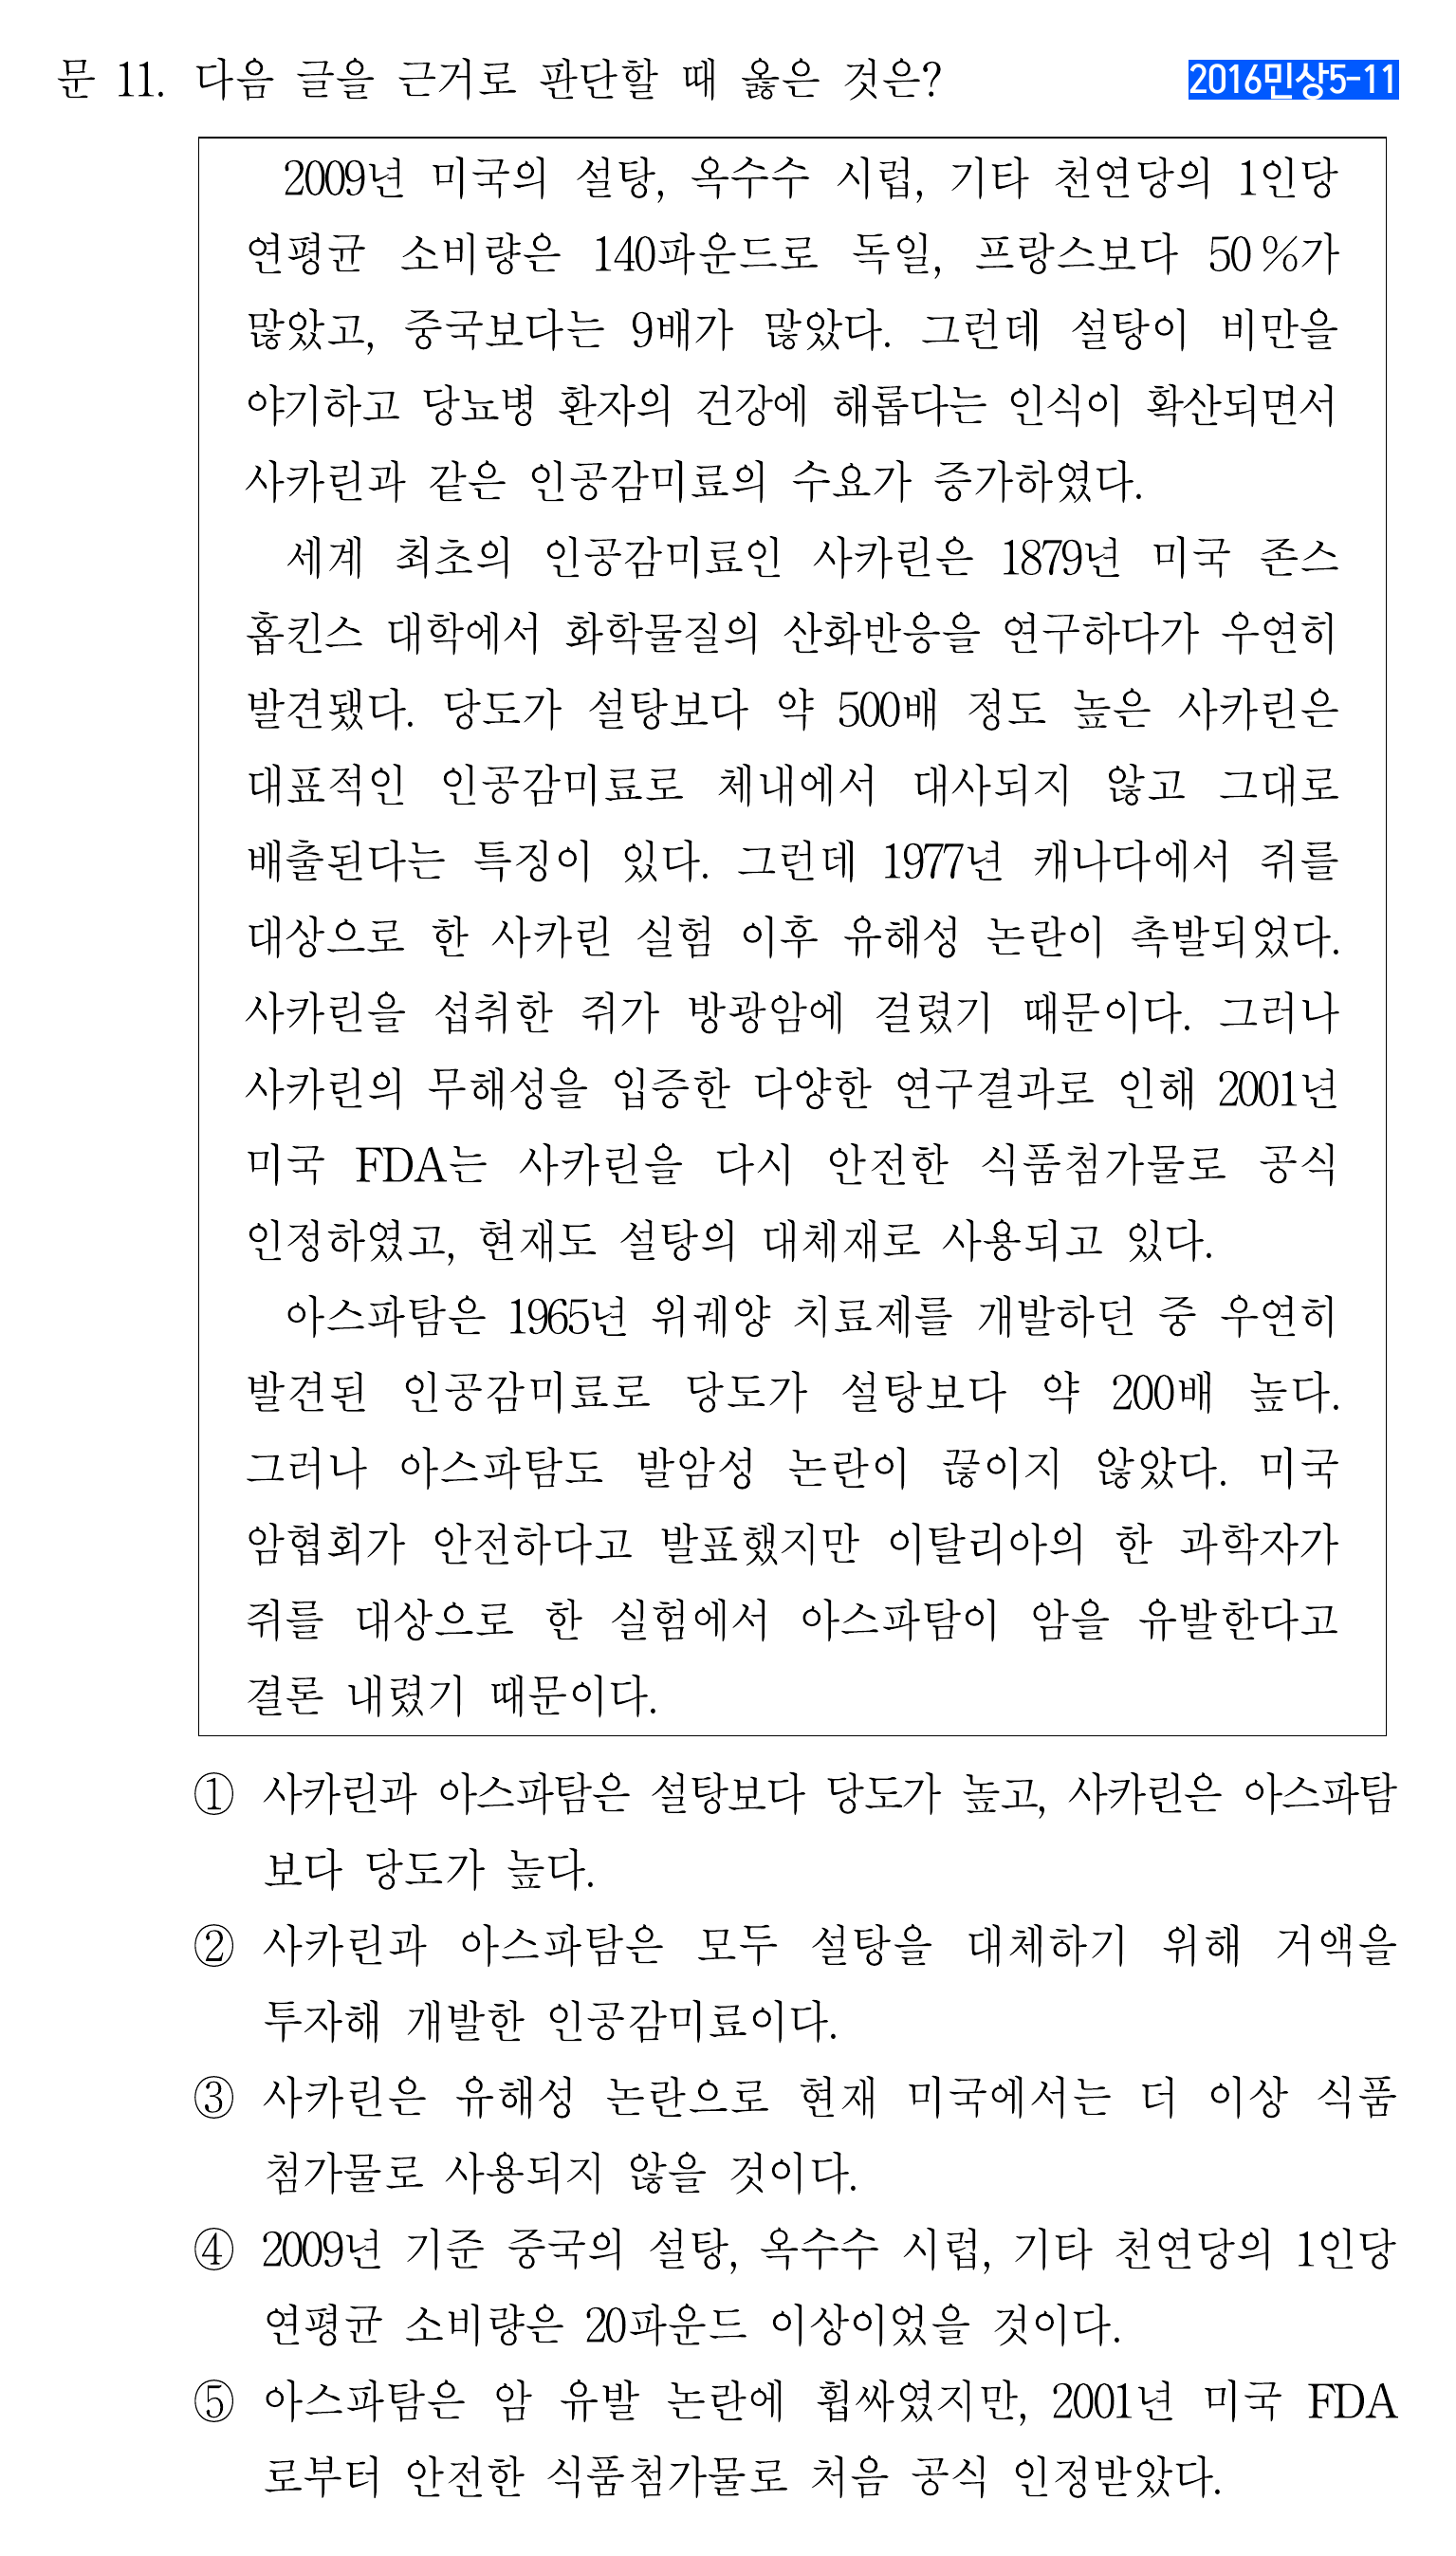 문 11. 다음 글을 근거로 판단할 때 옳은 것은?
2016민상5-11
2009년 미국의 설탕, 옥수수 시럽, 기타 천연당의 1인당
연평균 소비량은 140파운드로 독일, 프랑스보다 50%가
많았고, 중국보다는 9배가 많았다. 그런데 설탕이 비만을
야기하고 당뇨병 환자의 건강에 해롭다는 인식이 확산되면서
사카린과 같은 인공감미료의 수요가 증가하였다.
세계 최초의 인공감미료인 사카린은 1879년 미국 존스
홉킨스 대학에서 화학물질의 산화반응을 연구하다가 우연히
발견됐다. 당도가 설탕보다 약 500배 정도 높은 사카린은
대표적인 인공감미료로 체내에서 대사되지 않고 그대로
배출된다는 특징이 있다. 그런데 1977년 캐나다에서 쥐를
대상으로 한 사카린 실험 이후 유해성 논란이 촉발되었다.
사카린을 섭취한 쥐가 방광암에 걸렸기 때문이다. 그러나
사카린의 무해성을 입증한 다양한 연구결과로 인해 2001년
미국 FDA는 사카린을 다시 안전한 식품첨가물로 공식
인정하였고, 현재도 설탕의 대체재로 사용되고 있다.
아스파탐은 1965년 위궤양 치료제를 개발하던 중 우연히
발견된 인공감미료로 당도가 설탕보다 약 200배 높다.
그러나 아스파탐도 발암성 논란이 끊이지 않았다. 미국
암협회가 안전하다고 발표했지만 이탈리아의 한 과학자가
쥐를 대상으로 한 실험에서 아스파탐이 암을 유발한다고
결론 내렸기 때문이다.
① 사카린과 아스파탐은 설탕보다 당도가 높고, 사카린은 아스파탐
보다 당도가 높다.
② 사카린과 아스파탐은 모두 설탕을 대체하기 위해 거액을
투자해 개발한 인공감미료이다.
③ 사카린은 유해성 논란으로 현재 미국에서는 더 이상 식품
첨가물로 사용되지 않을 것이다.
④ 2009년 기준 중국의 설탕, 옥수수 시럽, 기타 천연당의 1인당
연평균 소비량은 20파운드 이상이었을 것이다.
⑤ 아스파탐은 암 유발 논란에 휩싸였지만, 2001년 미국 FDA
로부터 안전한 식품첨가물로 처음 공식 인정받았다.